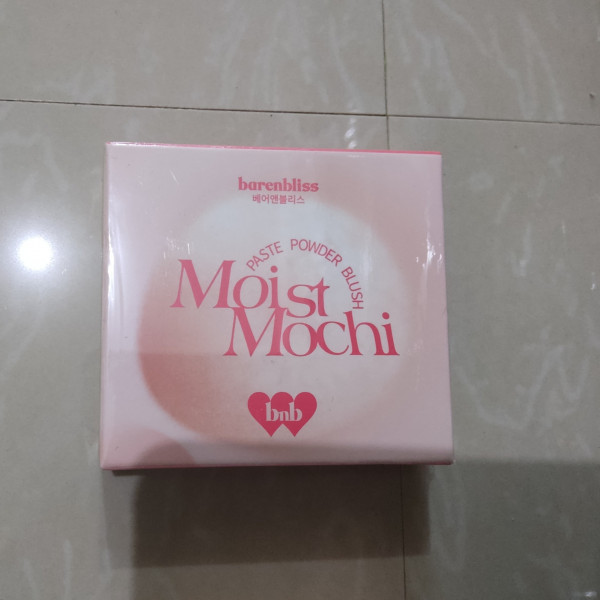 barenbliss
베어앤블리스
PASTE POWDER BLUSH
Moist
Mochi
bnb